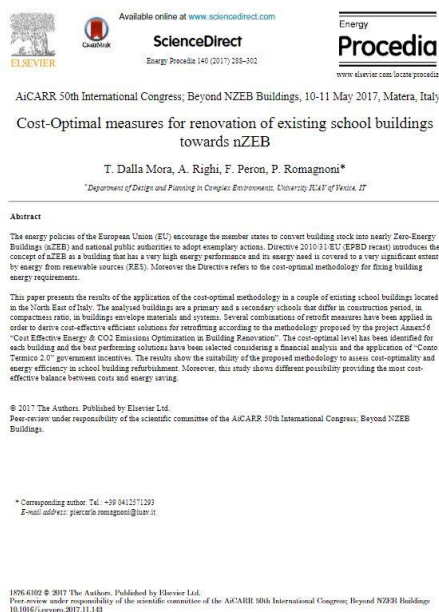 Available online at www.sciencedirect.com
Energy
CrossMark
ScienceDirect
Procedia
ELSEVIER
Energy Procedia 140 (2017) 288–302
www.elsevier.com/locate/procedia
AiCARR 50th International Congress; Beyond NZEB Buildings, 10-11 May 2017, Matera, Italy
Cost-Optimal measures for renovation of existing school buildings
towards nZEB
T. Dalla Mora, A. Righi, F. Peron, P. Romagnoni*
*Department of Design and Planning in Complex Environments, University IUAV of Venice, IT
Abstract
The energy policies of the European Union (EU) encourage the member states to convert building stock into nearly Zero-Energy
Buildings (nZEB) and national public authorities to adopt exemplary actions. Directive 2010/31/EU (EPBD recast) introduces the
concept of nZEB as a building that has a very high energy performance and its energy need is covered to a very significant extent
by energy from renewable sources (RES). Moreover the Directive refers to the cost-optimal methodology for fixing building
energy requirements.
This paper presents the results of the application of the cost-optimal methodology in a couple of existing school buildings located
in the North East of Italy. The analysed buildings are a primary and a secondary schools that differ in construction period, in
compactness ratio, in buildings envelope materials and systems. Several combinations of retrofit measures have been applied in
order to derive cost-effective efficient solutions for retrofitting according to the methodology proposed by the project Annex56
“Cost Effective Energy & CO2 Emissions Optimization in Building Renovation”. The cost-optimal level has been identified for
each building and the best performing solutions have been selected considering a financial analysis and the application of “Conto
Termico 2.0” government incentives. The results show the suitability of the proposed methodology to assess cost-optimality and
energy efficiency in school building refurbishment. Moreover, this study shows different possibility providing the most cost-
effective balance between costs and energy saving.
© 2017 The Authors. Published by Elsevier Ltd.
Peer-review under responsibility of the scientific committee of the AiCARR 50th International Congress; Beyond NZEB
Buildings.
* Corresponding author. Tel.: +39 0412571293
E-mail address: piercarlo.romagnoni@iuav.it
1876-6102 © 2017 The Authors. Published by Elsevier Ltd.
Peer-review under responsibility of the scientific committee of the AiCARR 50th International Congress; Beyond NZEB Buildings
10.1016/j.egypro.2017.11.143